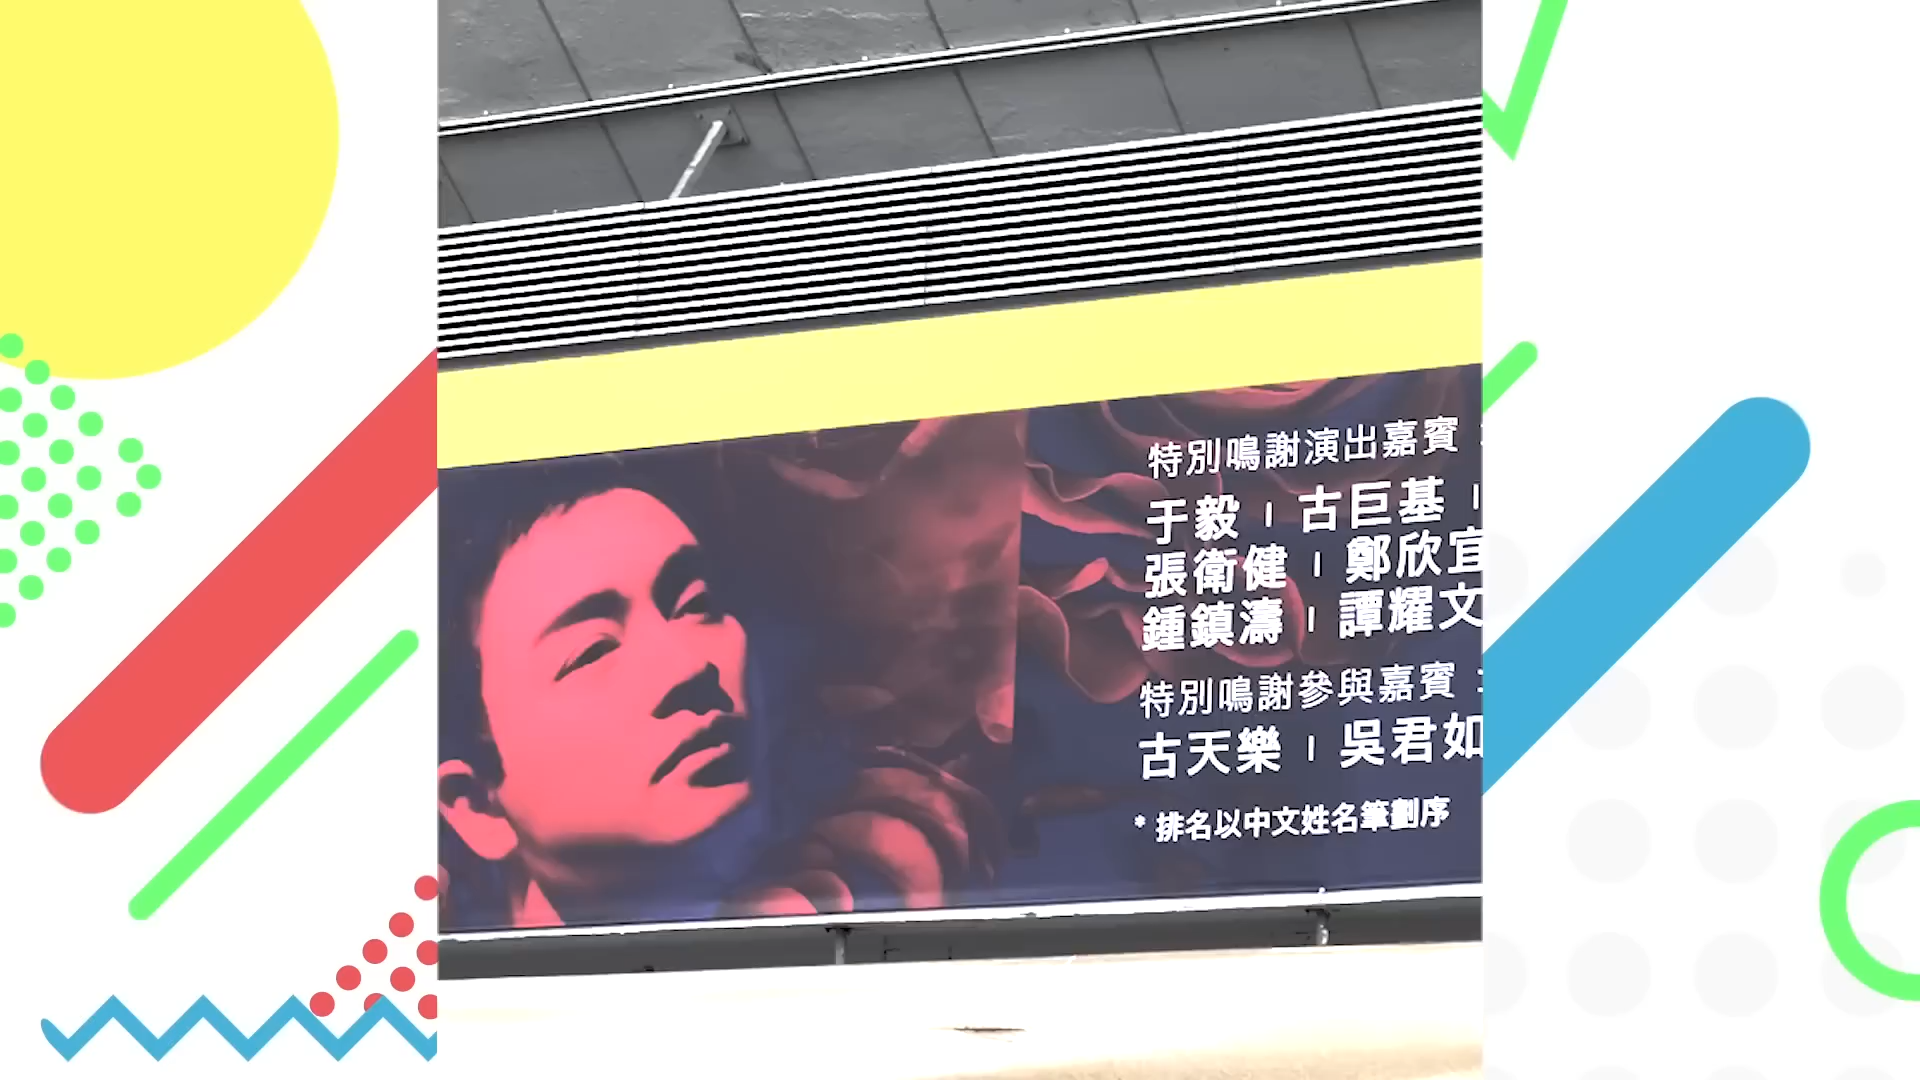 特別鳴謝演出嘉賓：
于毅 | 古巨基 |
張衛健 | 鄭欣宜
鍾鎮濤 | 譚耀文
特別鳴謝參與嘉賓：
古天樂 | 吳君如
* 排名以中文姓名筆劃序